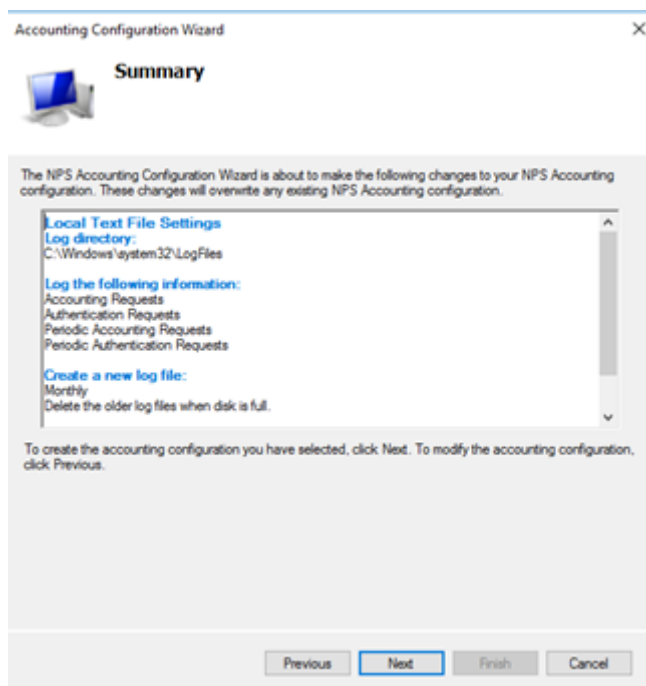 Accounting Configuration Wizard
Summary
The NPS Accounting Configuration Wizard is about to make the following changes to your NPS Accounting
configuration. These changes will overwrite any existing NPS Accounting configuration.
Local Text File Settings
Log directory:
C:\Windows\system32\LogFiles
Log the following information:
Accounting Requests
Authentication Requests
Periodic Accounting Requests
Periodic Authentication Requests
Create a new log file:
Monthly
Delete the older log files when disk is full.
To create the accounting configuration you have selected, click Next. To modify the accounting configuration,
click Previous.
Previous Next Finish Cancel